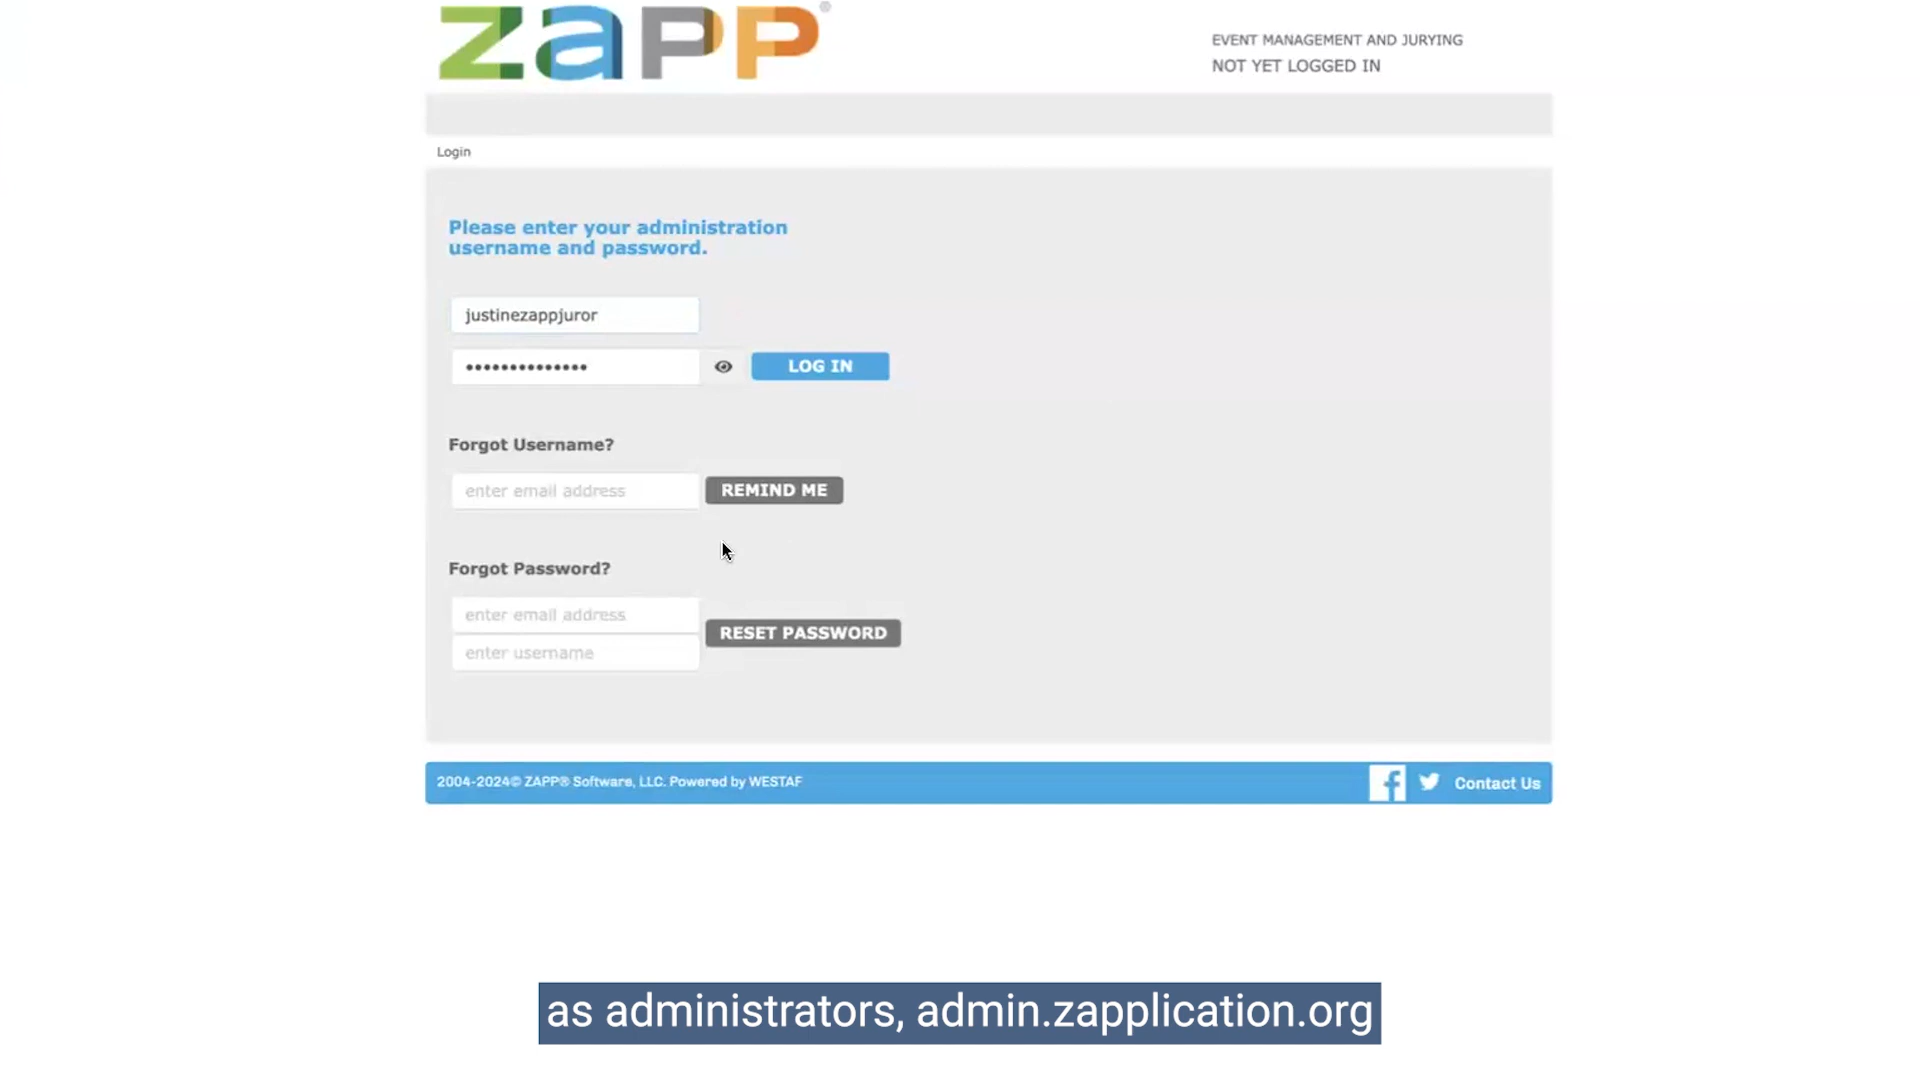 zapp®
EVENT MANAGEMENT AND JURYING
NOT YET LOGGED IN
Login
Please enter your administration
username and password.
justinezappjuror
••••••••••••••
LOG IN
Forgot Username?
enter email address
REMIND ME
Forgot Password?
enter email address
RESET PASSWORD
enter username
2004-2024© ZAPP® Software, LLC. Powered by WESTAF
Contact Us
as administrators, admin.zapplication.org